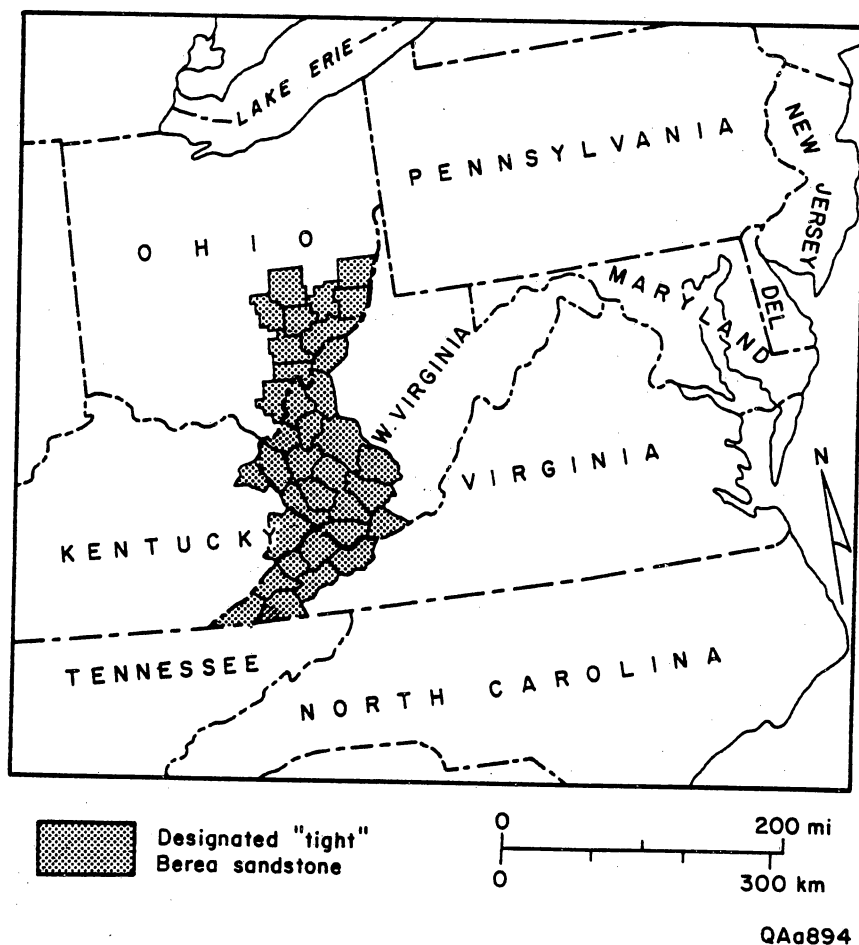 LAKE ERIE
PENNSYLVANIA
NEW JERSEY
OHIO
MARYLAND
DEL
W. VIRGINIA
VIRGINIA
N
KENTUCKY
TENNESSEE
NORTH CAROLINA
Designated "tight"
Berea sandstone
0 200 mi
0 300 km
QAa894